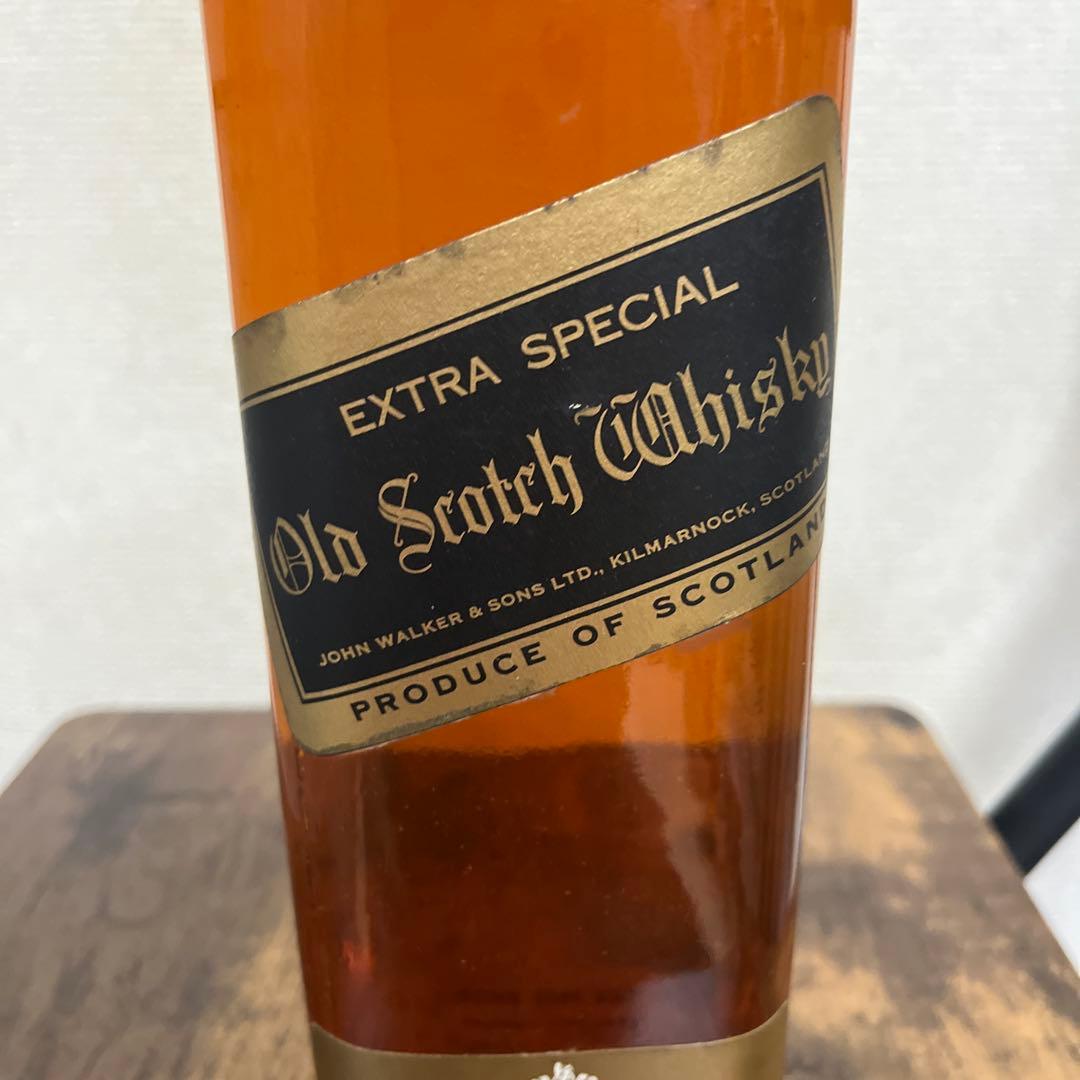 EXTRA SPECIAL
Old Scotch Whisky
JOHN WALKER & SONS LTD., KILMARNOCK, SCOTLAND
PRODUCE OF SCOTLAND